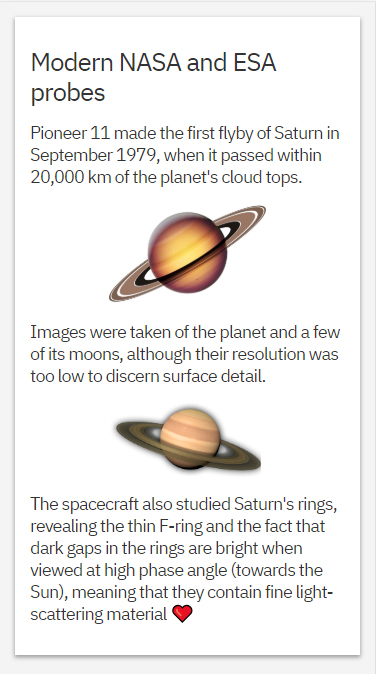 Modern NASA and ESA
probes
Pioneer 11 made the first flyby of Saturn in
September 1979, when it passed within
20,000 km of the planet's cloud tops.
Images were taken of the planet and a few
of its moons, although their resolution was
too low to discern surface detail.
The spacecraft also studied Saturn's rings,
revealing the thin F-ring and the fact that
dark gaps in the rings are bright when
viewed at high phase angle (towards the
Sun), meaning that they contain fine light-
scattering material ❤️